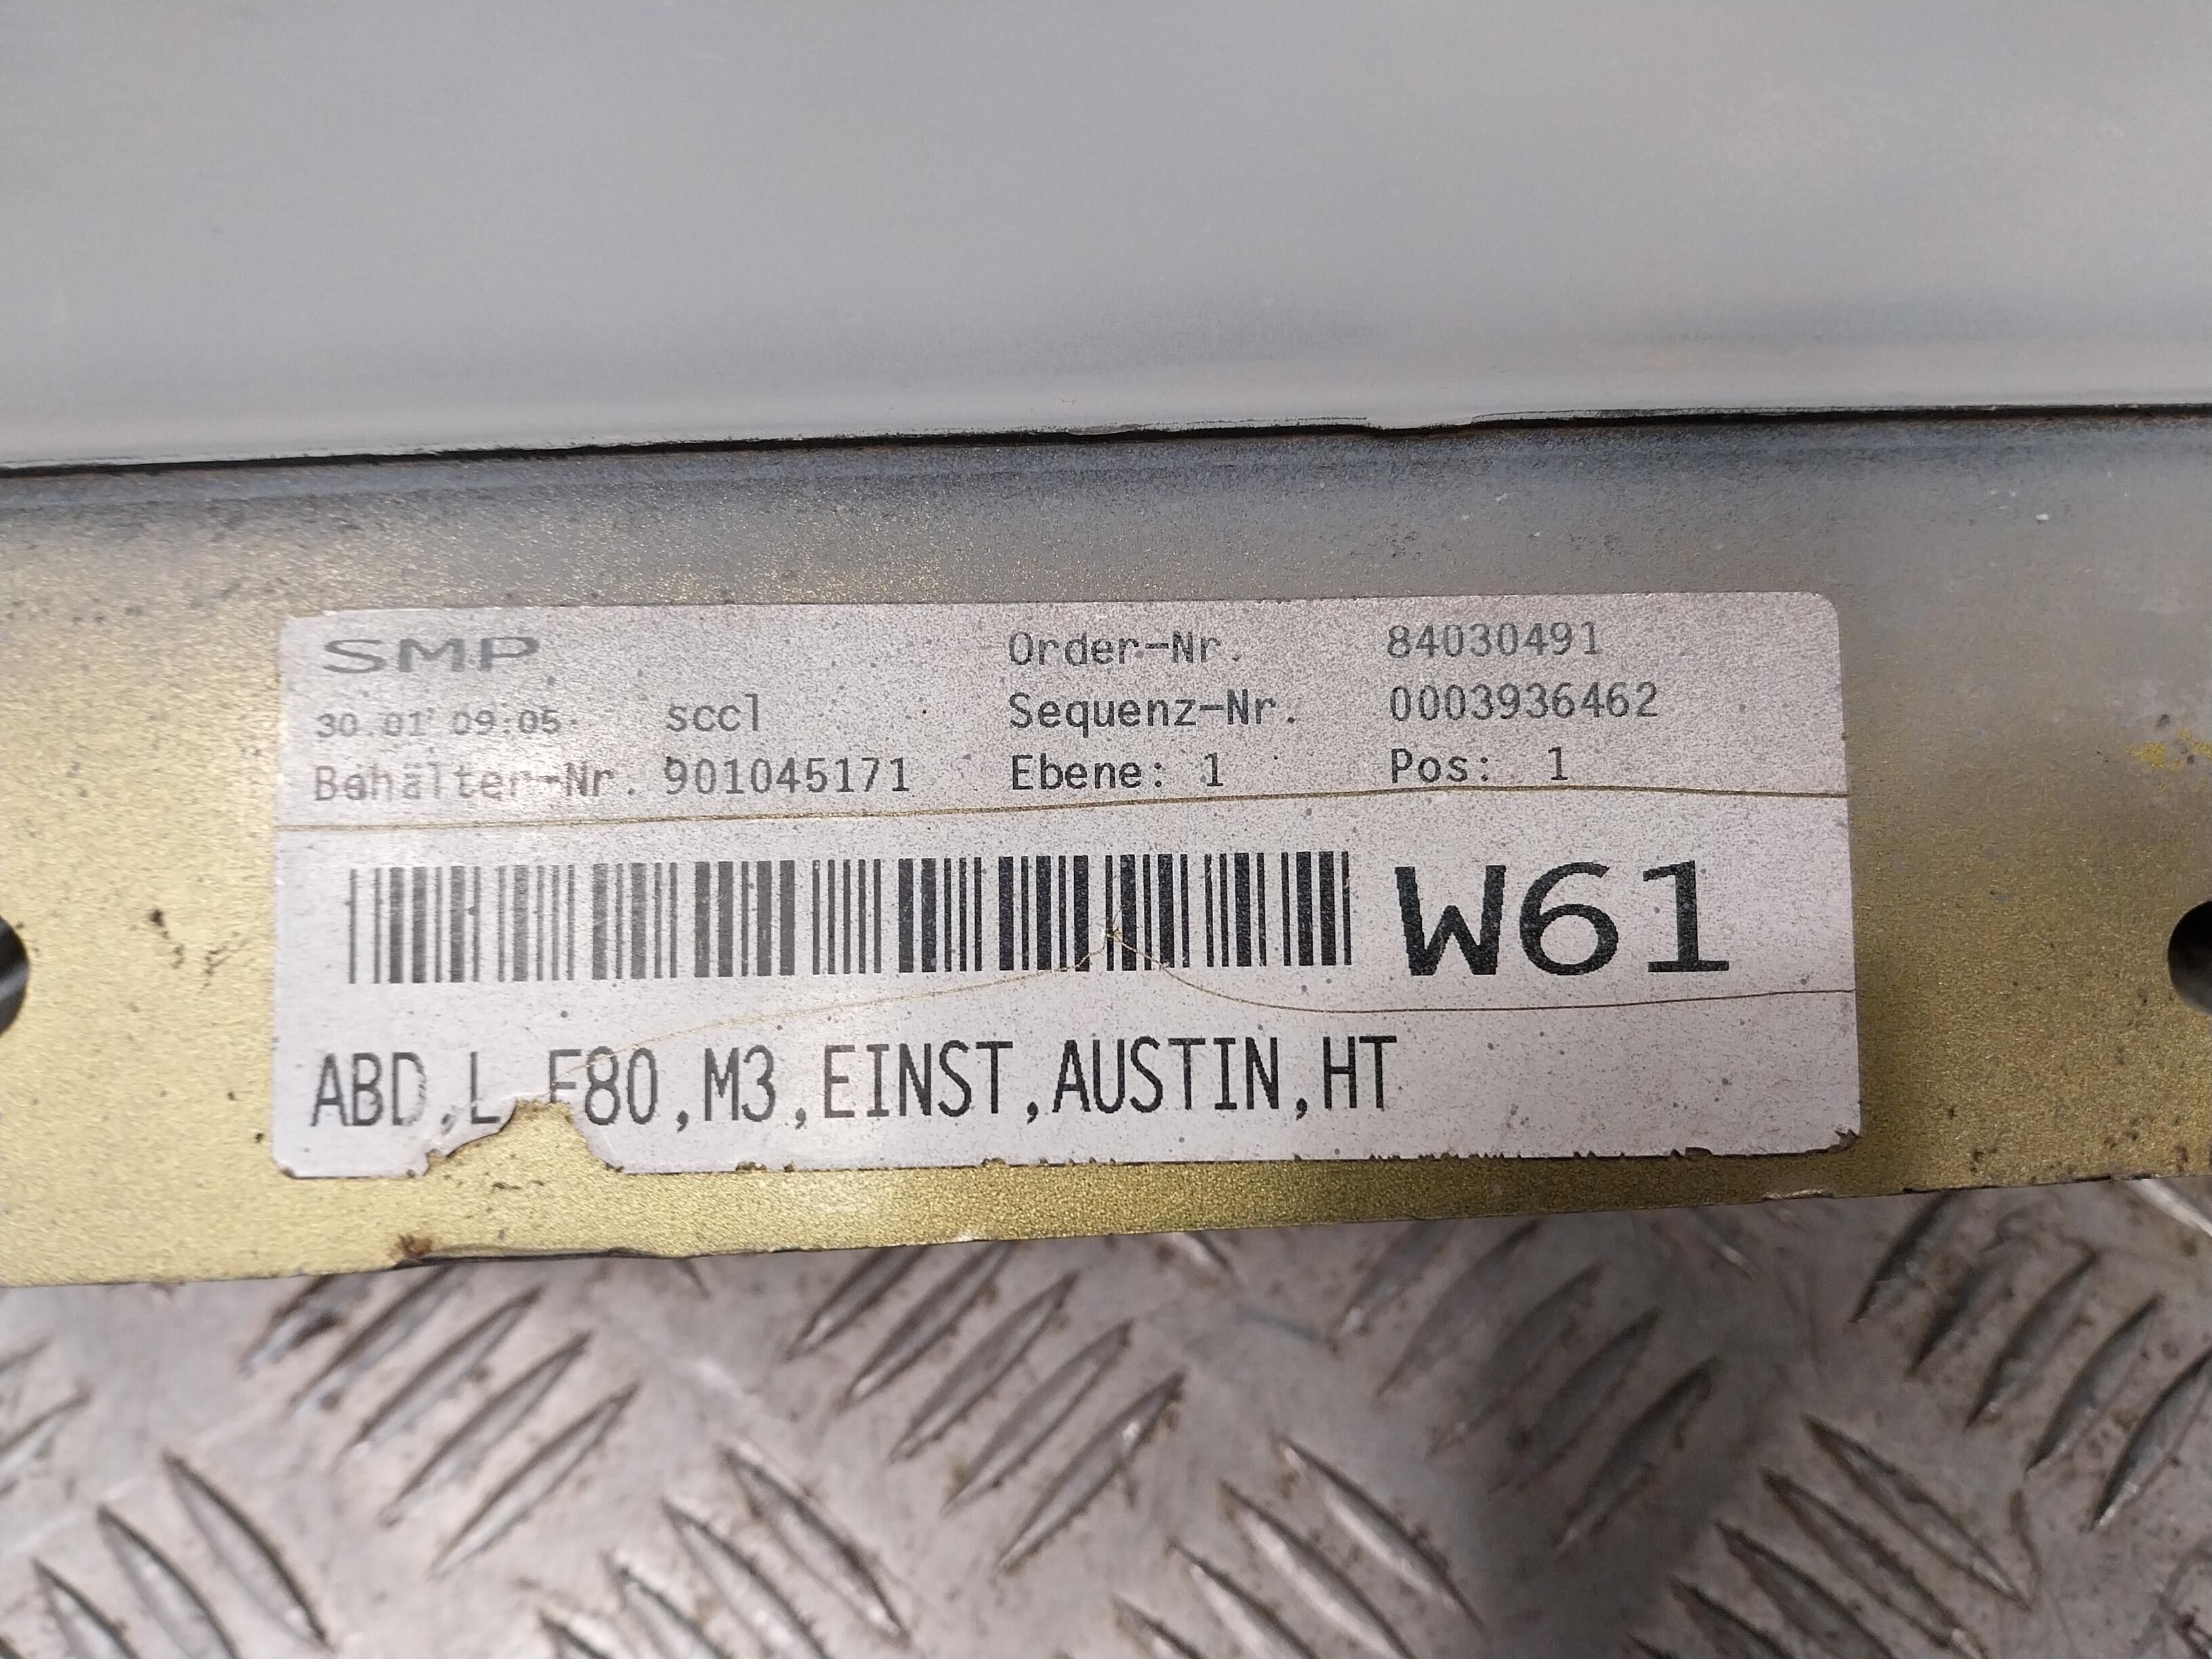 SMP Order-Nr. 84030491
30.01 09:05 sccl Sequenz-Nr. 0003936462
Behälter-Nr. 901045171 Ebene: 1 Pos: 1
W61
ABD,L,F80,M3,EINST,AUSTIN,HT